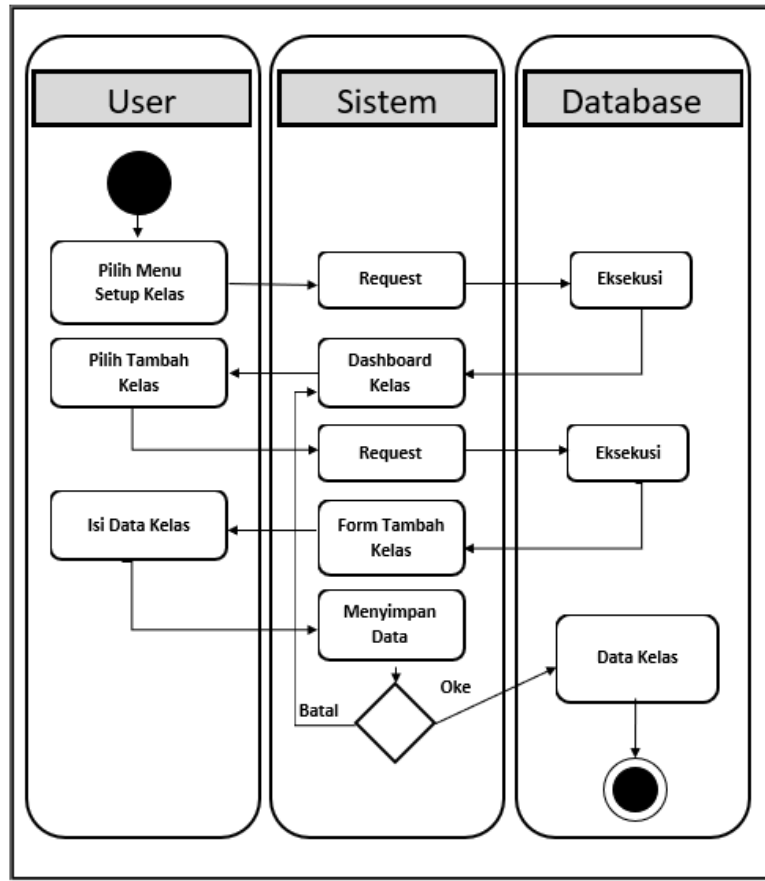 User
Sistem
Database
Pilih Menu
Setup Kelas
Request
Eksekusi
Pilih Tambah
Kelas
Dashboard
Kelas
Request
Eksekusi
Isi Data Kelas
Form Tambah
Kelas
Menyimpan
Data
Data Kelas
Oke
Batal